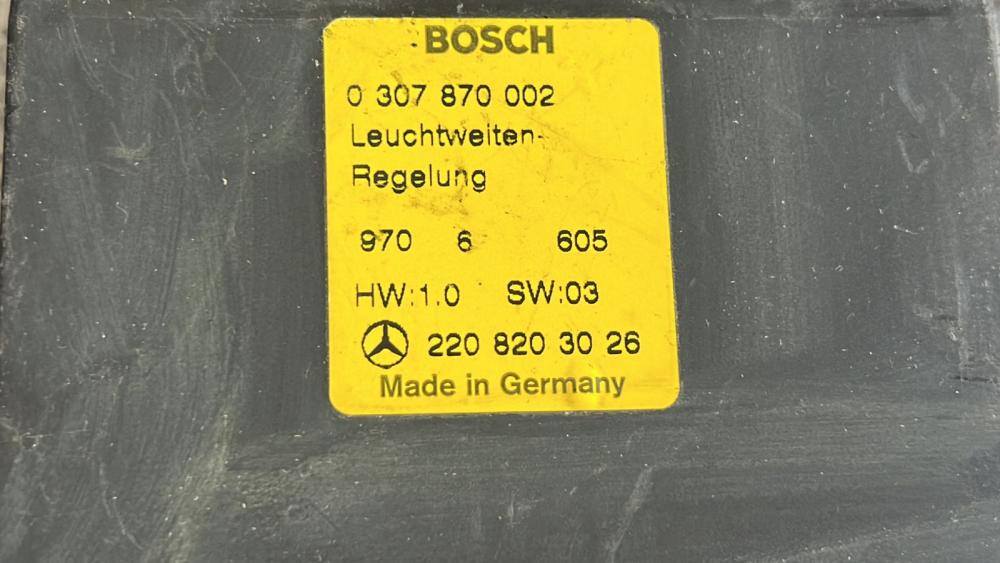 BOSCH
0 307 870 002
Leuchtweiten-
Regelung
970 6 605
HW:1.0 SW:03
220 820 30 26
Made in Germany